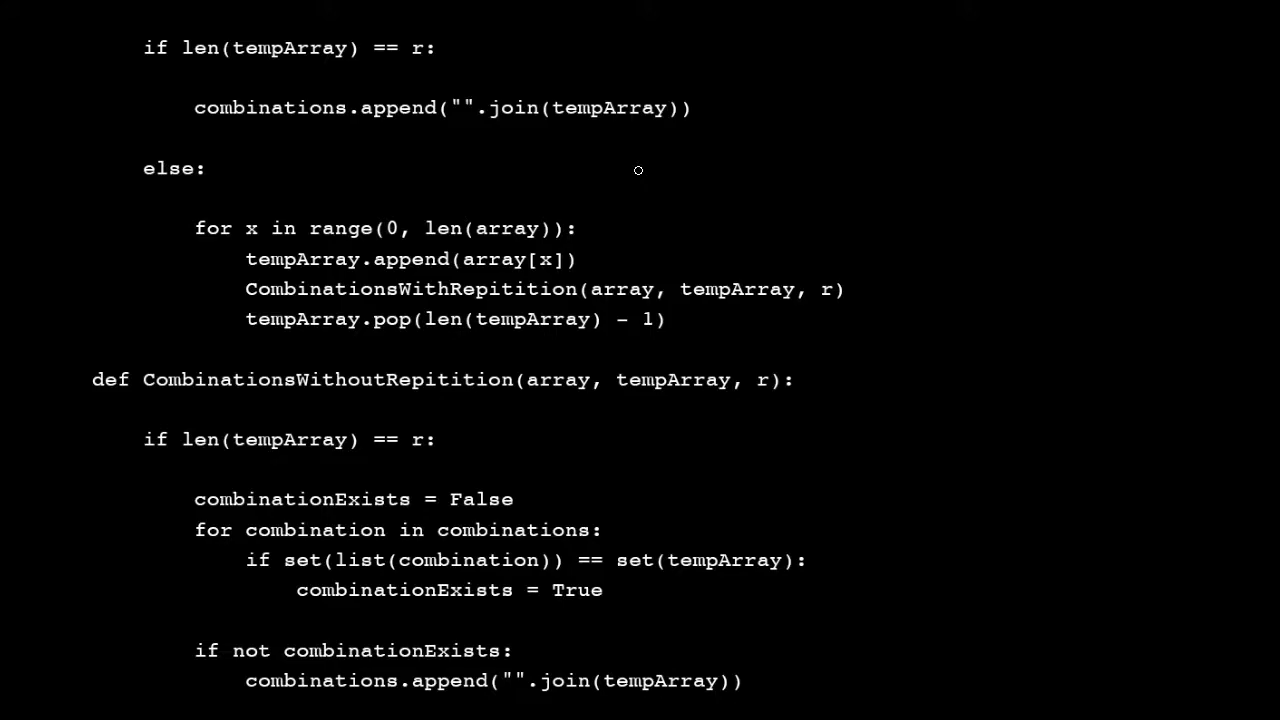 if len(tempArray) == r:
combinations.append("".join(tempArray))
else:
for x in range(0, len(array)):
tempArray.append(array[x])
CombinationsWithRepitition(array, tempArray, r)
tempArray.pop(len(tempArray) - 1)
def CombinationsWithoutRepitition(array, tempArray, r):
if len(tempArray) == r:
combinationExists = False
for combination in combinations:
if set(list(combination)) == set(tempArray):
combinationExists = True
if not combinationExists:
combinations.append("".join(tempArray))